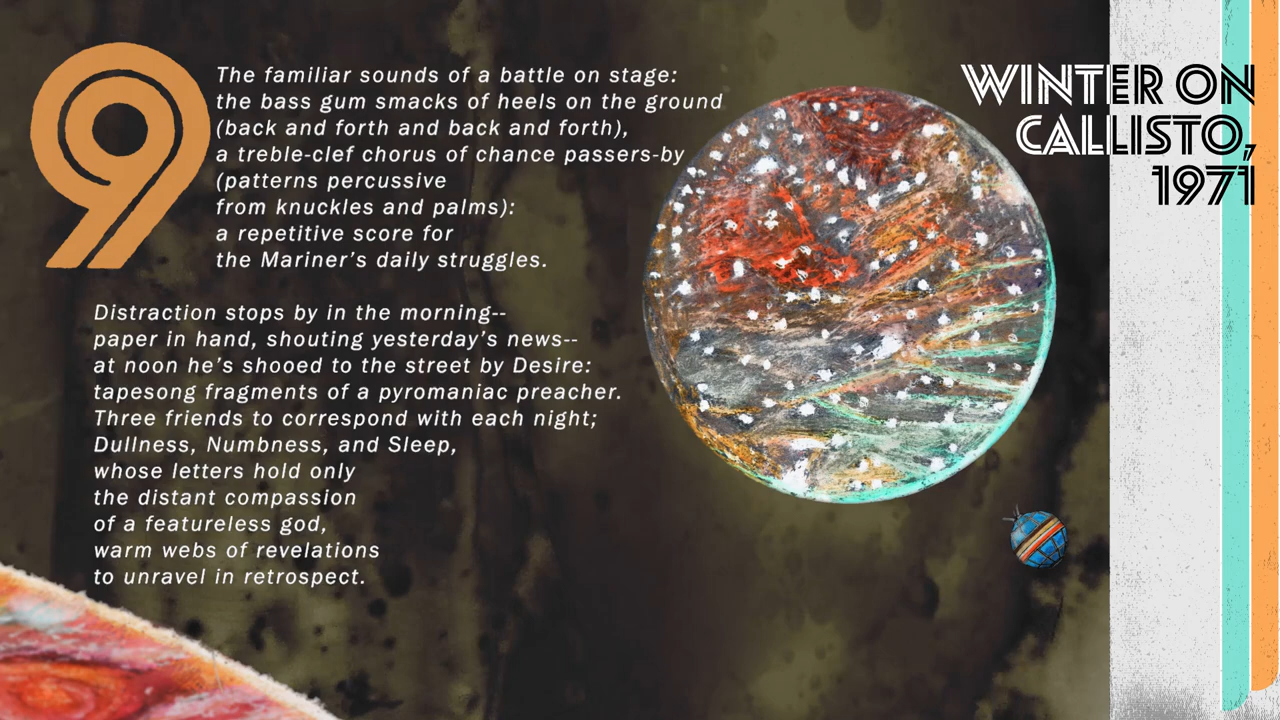 9
The familiar sounds of a battle on stage:
the bass gum smacks of heels on the ground
(back and forth and back and forth),
a treble-clef chorus of chance passers-by
(patterns percussive
from knuckles and palms):
a repetitive score for
the Mariner's daily struggles.
Distraction stops by in the morning--
paper in hand, shouting yesterday's news--
at noon he's shooed to the street by Desire:
tapesong fragments of a pyromaniac preacher.
Three friends to correspond with each night;
Dullness, Numbness, and Sleep,
whose letters hold only
the distant compassion
of a featureless god,
warm webs of revelations
to unravel in retrospect.
WINTER ON
CALLISTO,
1971